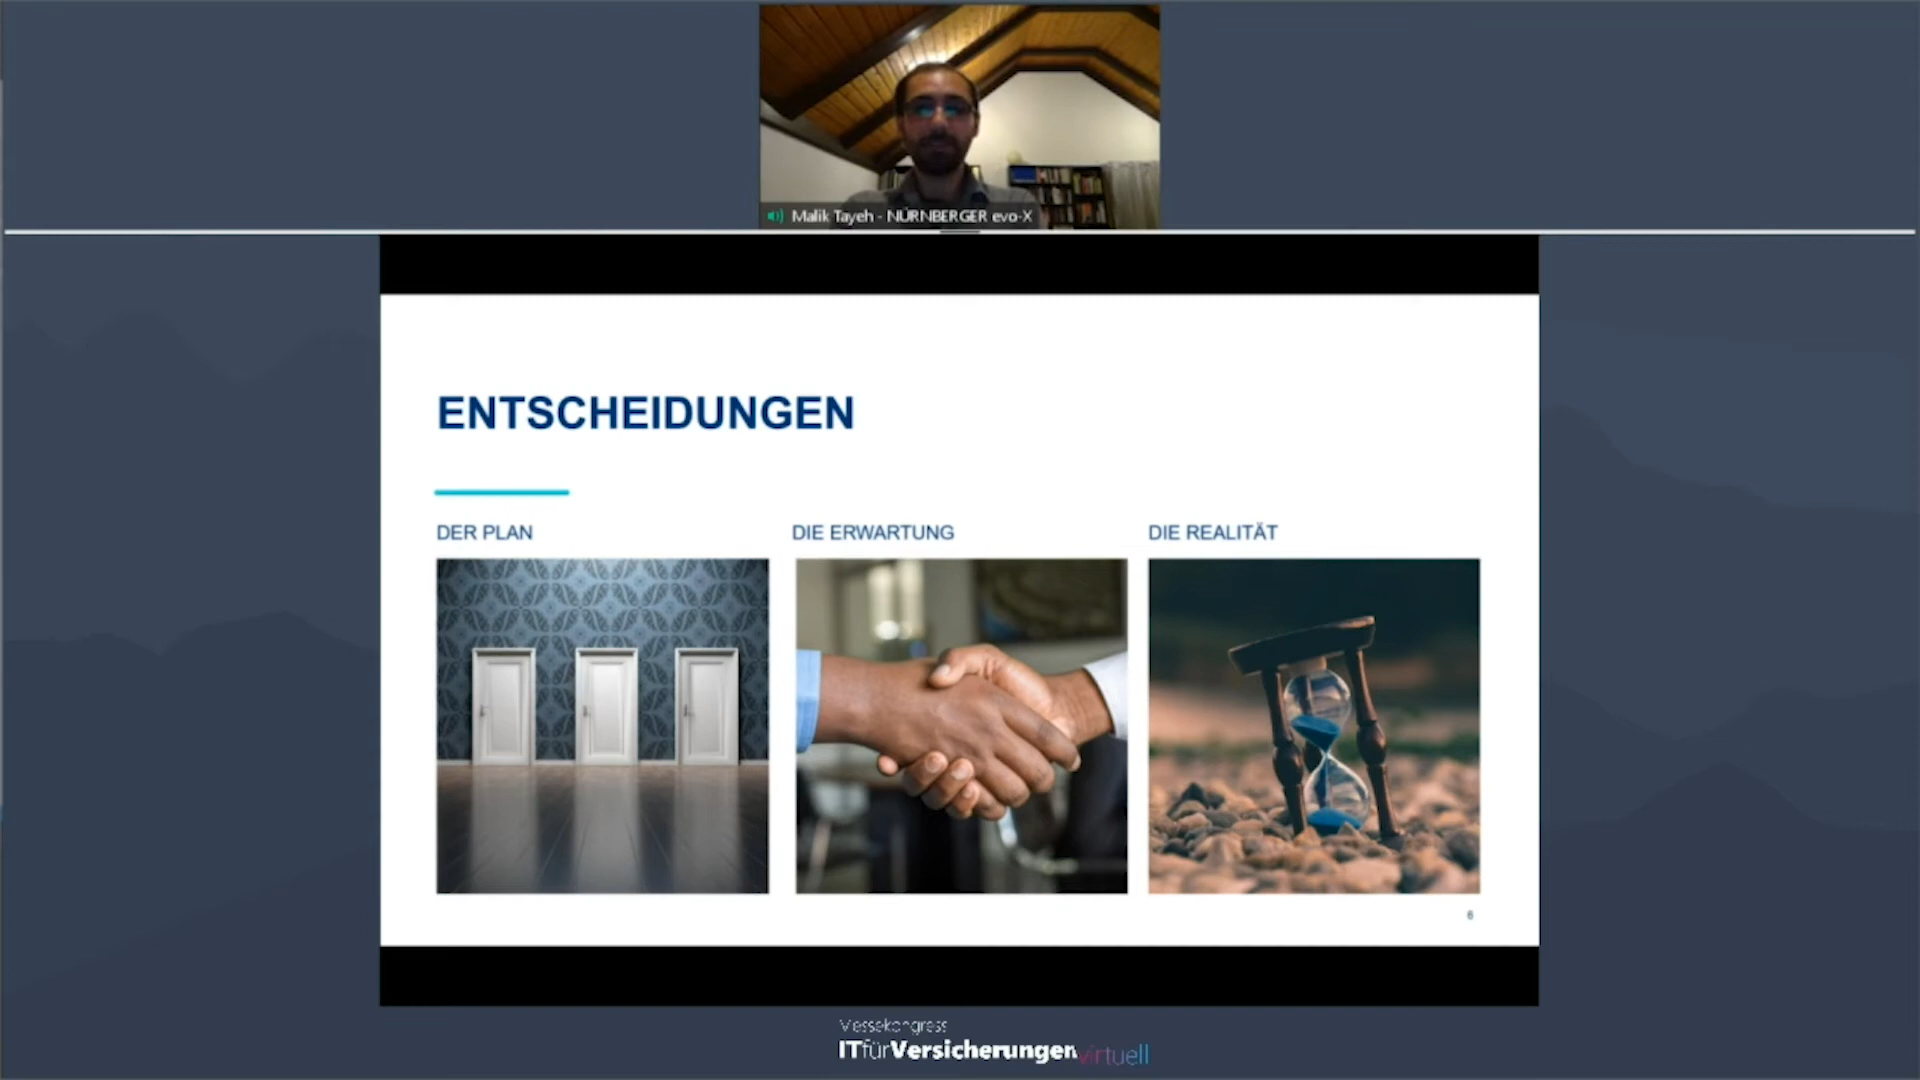 Malik Tayeh - NÜRNBERGER evo-X
ENTSCHEIDUNGEN
DER PLAN
DIE ERWARTUNG
DIE REALITÄT
6
Messekongress
ITfürVersicherungen virtuell